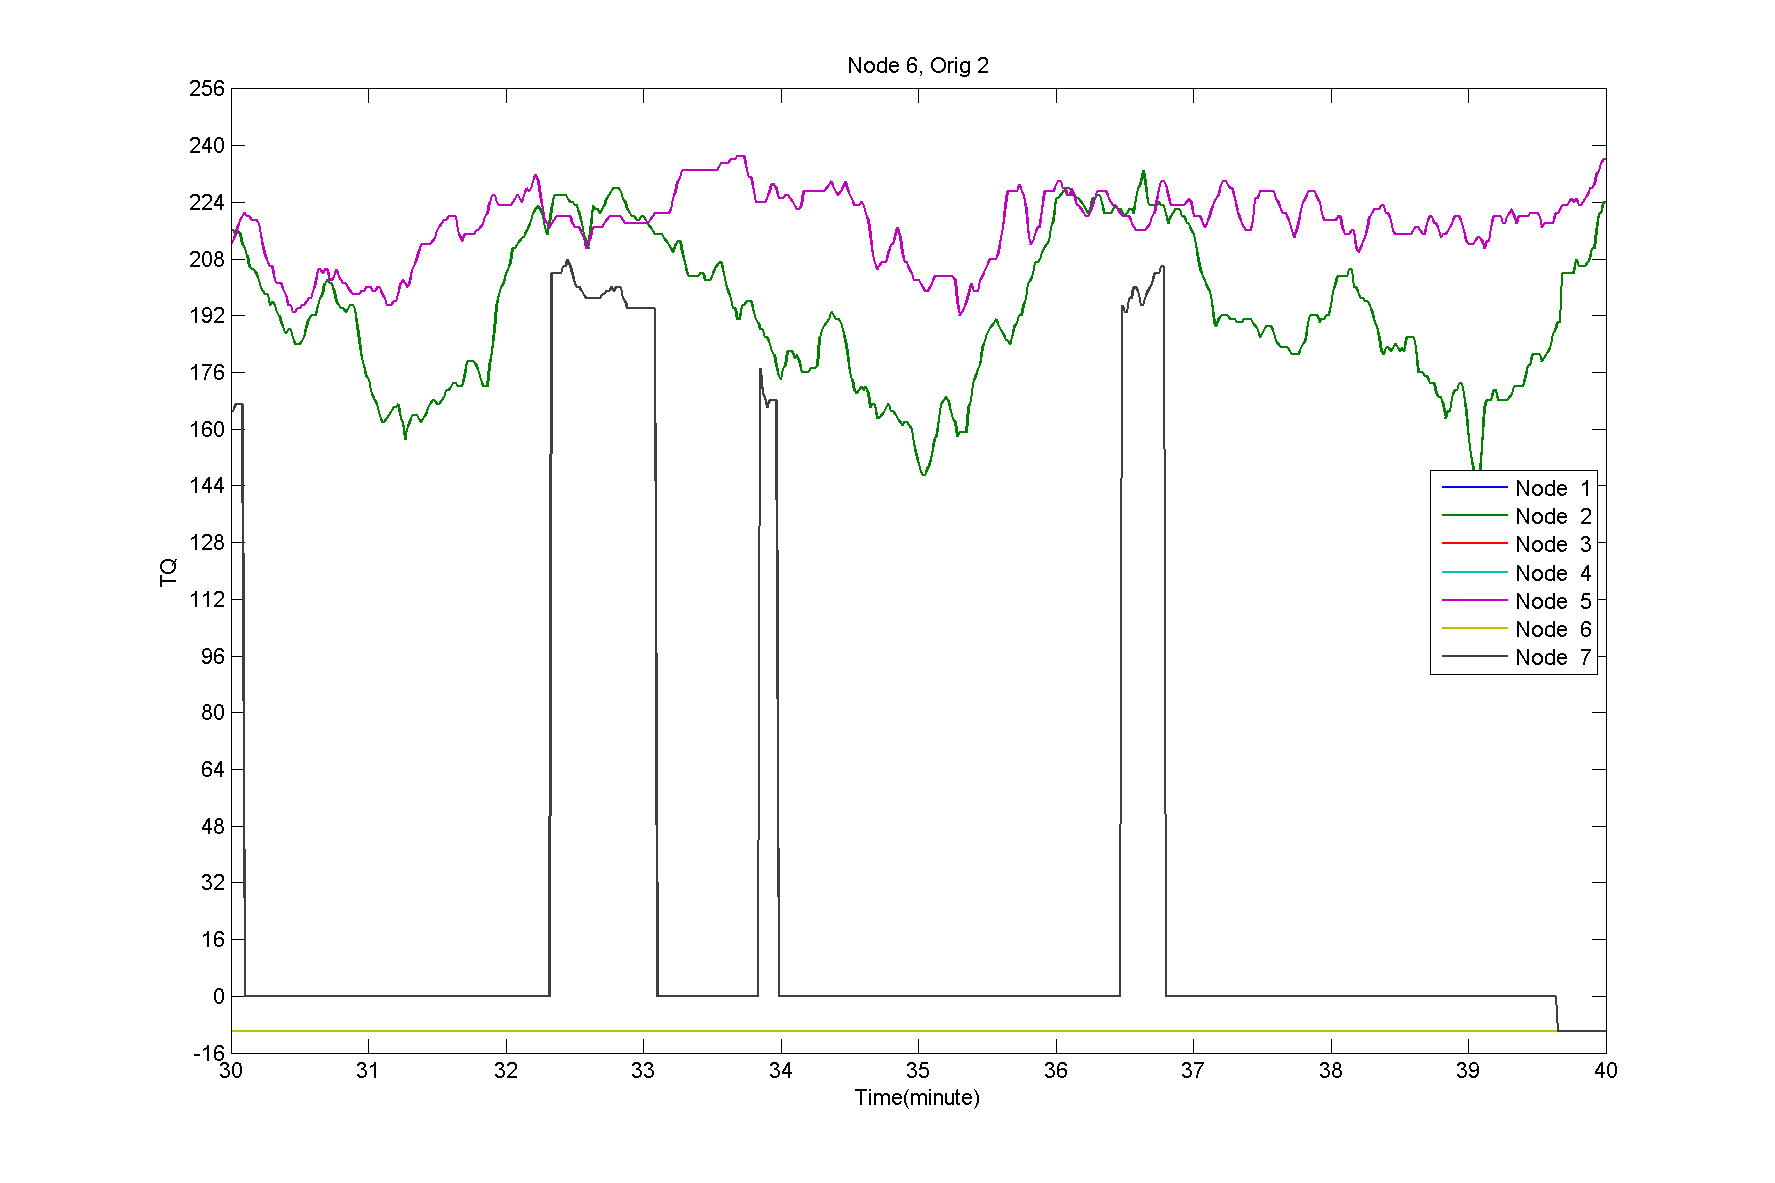 Node 6, Orig 2
256
240
224
208
192
176
160
144
128
112
96
80
64
48
32
16
0
-16
TQ
Node 1
Node 2
Node 3
Node 4
Node 5
Node 6
Node 7
30 31 32 33 34 35 36 37 38 39 40
Time(minute)